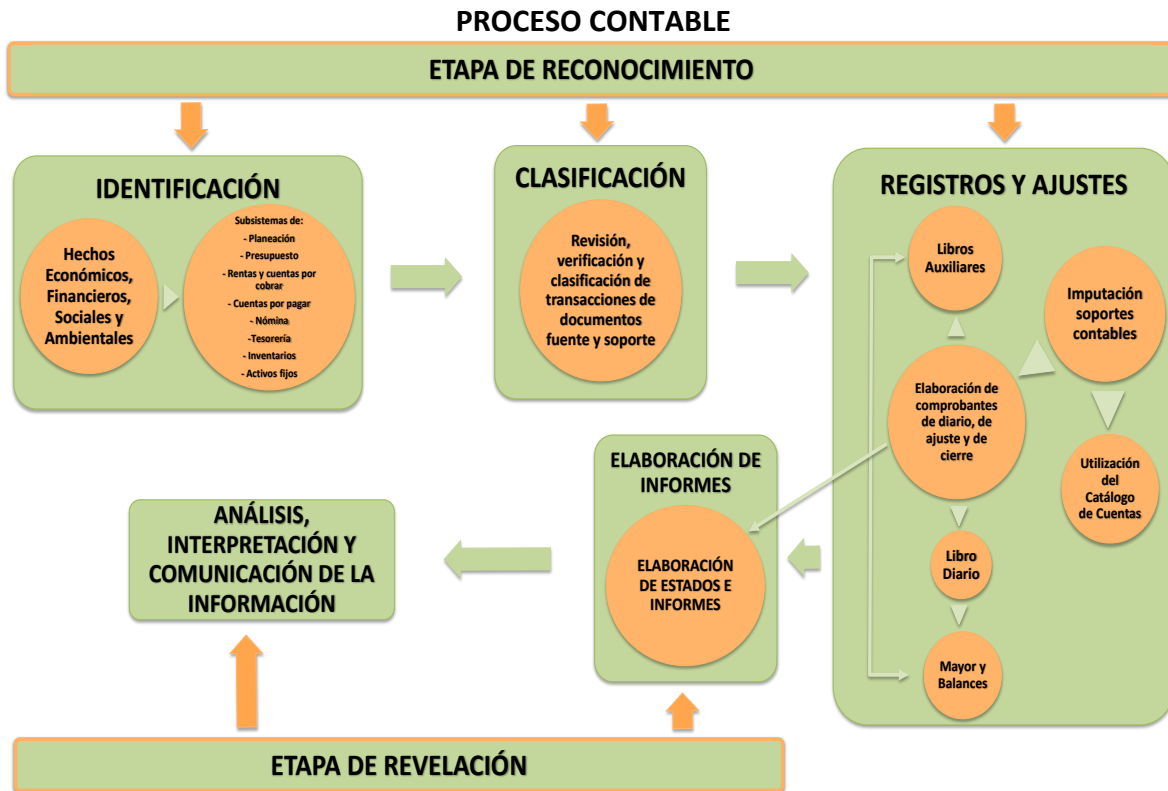 PROCESO CONTABLE
ETAPA DE RECONOCIMIENTO
IDENTIFICACIÓN
Hechos
Económicos,
Financieros,
Sociales y
Ambientales
Subsistemas de:
- Planeación
- Presupuesto
- Rentas y cuentas por
cobrar
- Cuentas por pagar
- Nómina
-Tesorería
- Inventarios
- Activos fijos
CLASIFICACIÓN
Revisión,
verificación y
clasificación de
transacciones de
documentos
fuente y soporte
REGISTROS Y AJUSTES
Libros
Auxiliares
Imputación
soportes
contables
Elaboración de
comprobantes
de diario, de
ajuste y de
cierre
Utilización
del
Catálogo
de Cuentas
Libro
Diario
Mayor y
Balances
ELABORACIÓN DE
INFORMES
ELABORACIÓN
DE ESTADOS E
INFORMES
ANÁLISIS,
INTERPRETACIÓN Y
COMUNICACIÓN DE LA
INFORMACIÓN
ETAPA DE REVELACIÓN